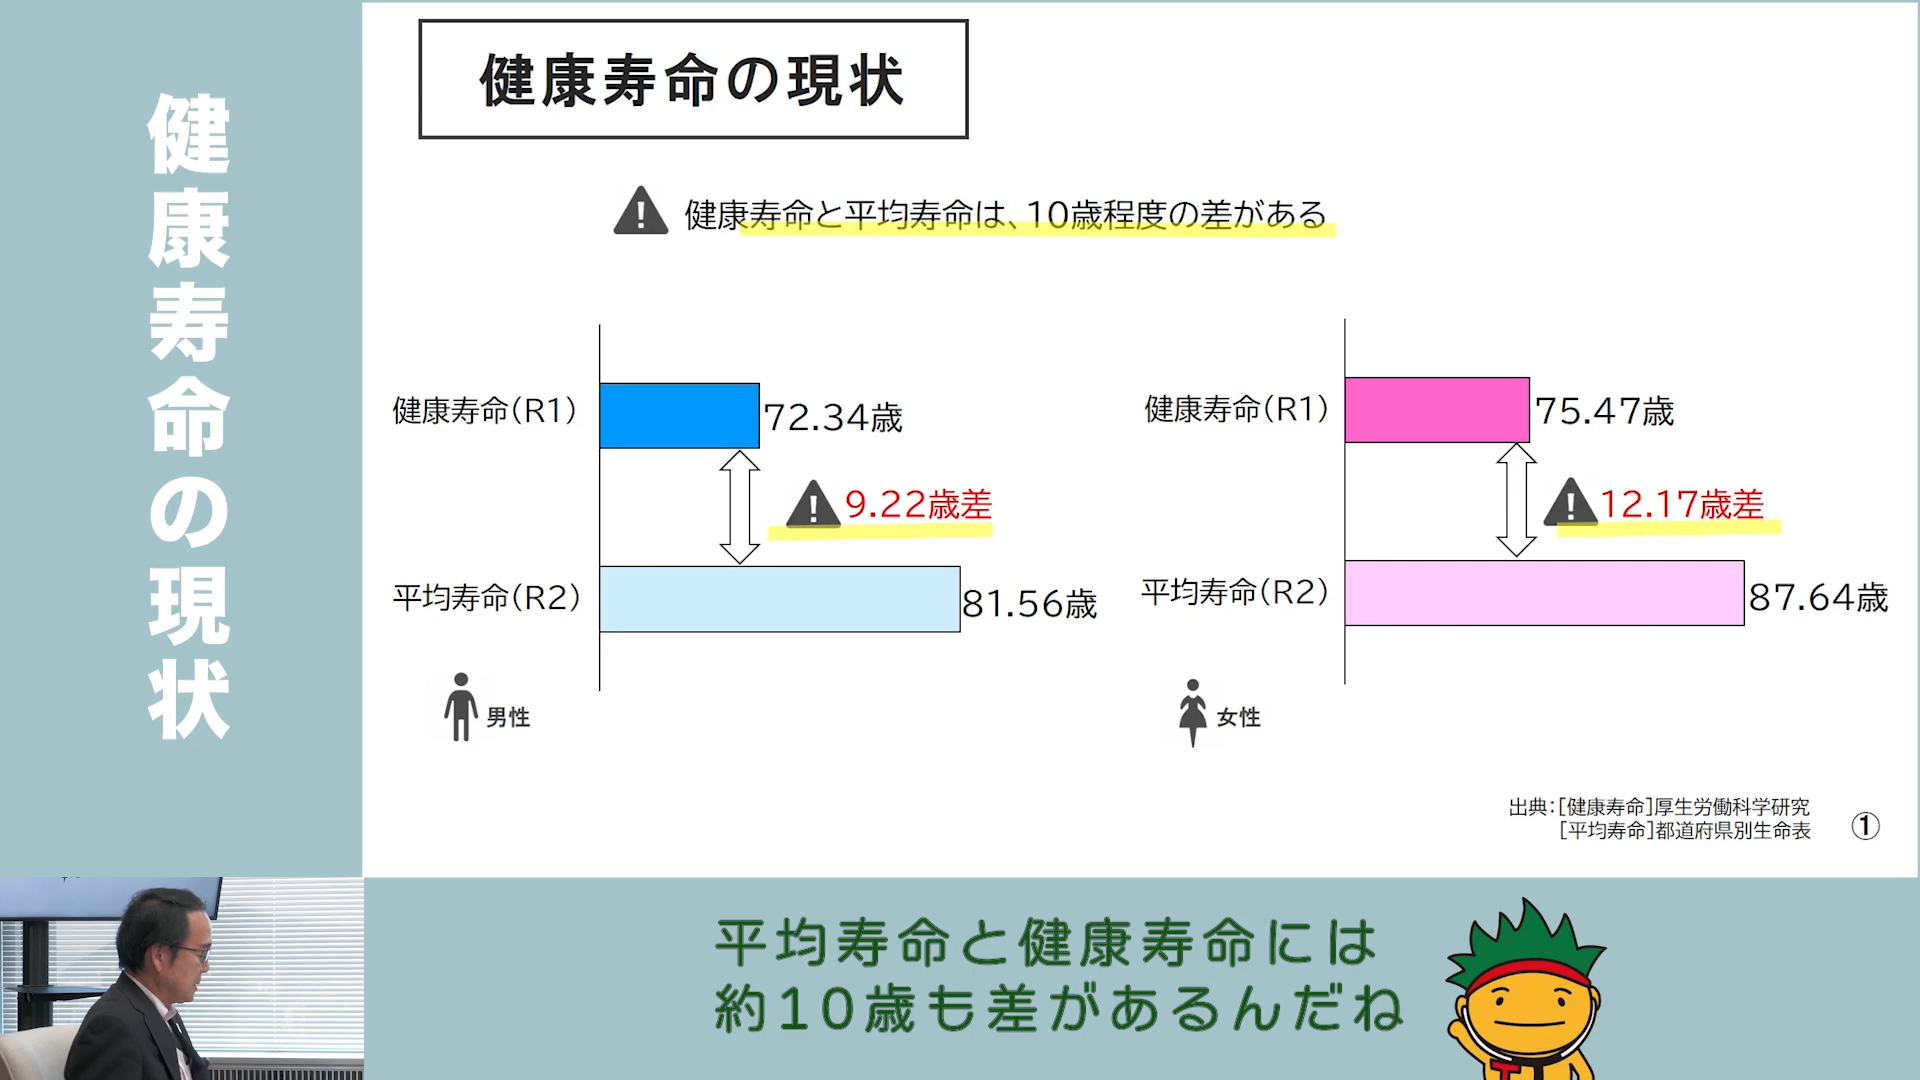 健康寿命の現状
健康寿命の現状
健康寿命と平均寿命は、10歳程度の差がある
健康寿命(R1)
72.34歳
9.22歳差
平均寿命(R2)
81.56歳
男性
健康寿命(R1)
75.47歳
12.17歳差
平均寿命(R2)
87.64歳
女性
出典:[健康寿命]厚生労働科学研究
[平均寿命]都道府県別生命表
①
平均寿命と健康寿命には
約10歳も差があるんだね